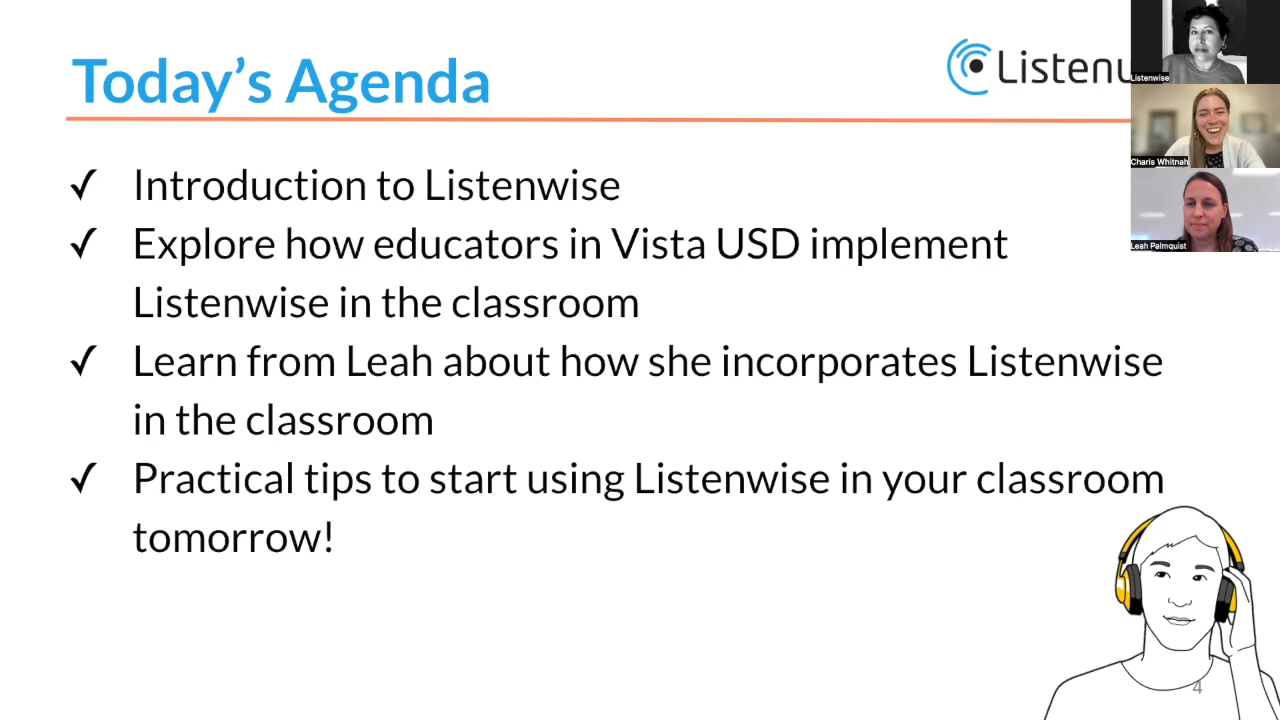 Today's Agenda
Listenw
Listenwise
Charis Whitnah
Leah Palmquist
✓ Introduction to Listenwise
✓ Explore how educators in Vista USD implement
Listenwise in the classroom
✓ Learn from Leah about how she incorporates Listenwise
in the classroom
✓ Practical tips to start using Listenwise in your classroom
tomorrow!
4